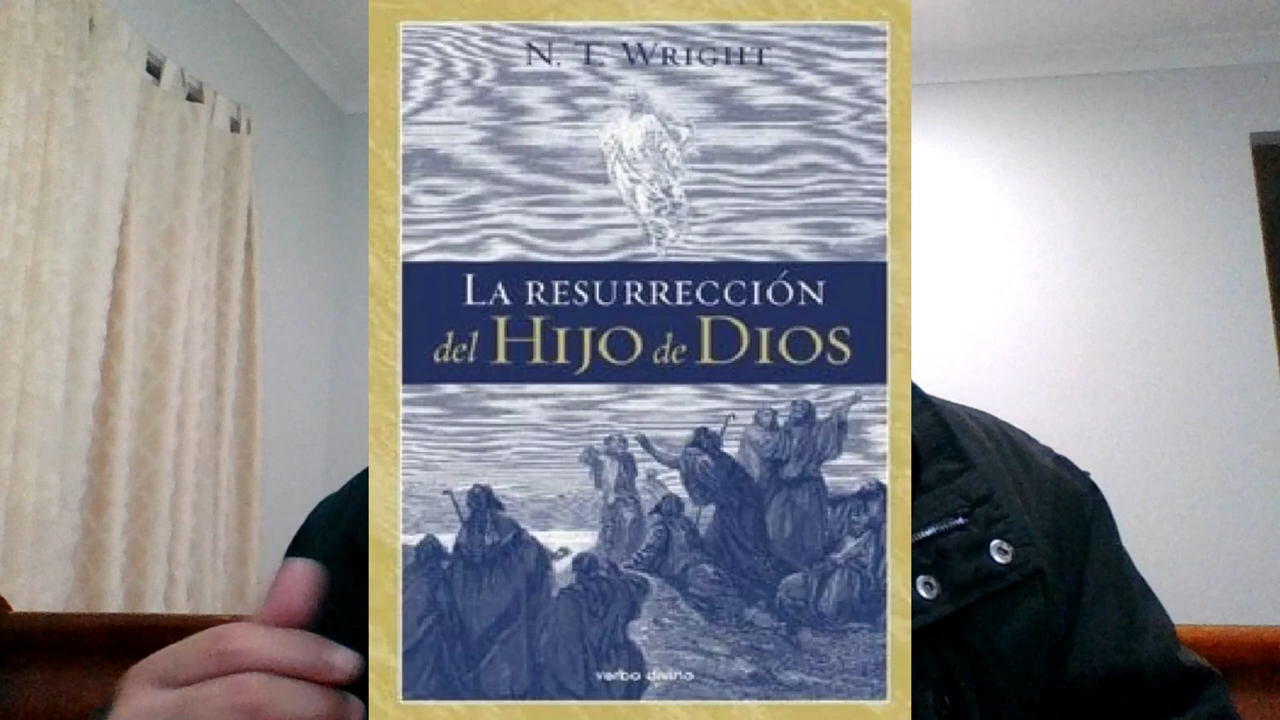 N. T. WRIGHT
LA RESURRECCIÓN
del HIJO de DIOS
verbo divino